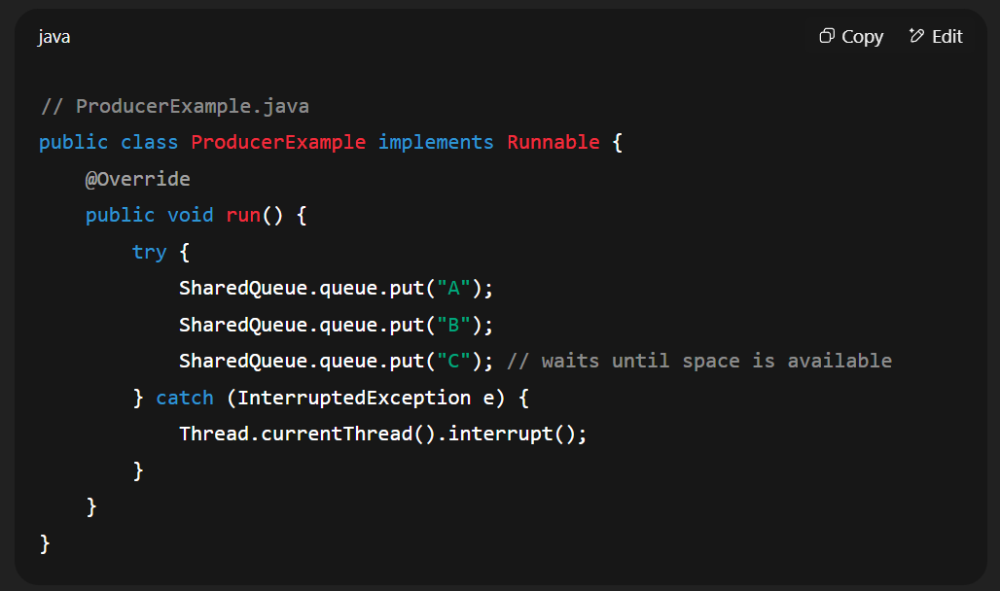 java
Copy
Edit
// ProducerExample.java
public class ProducerExample implements Runnable {
    @Override
    public void run() {
        try {
            SharedQueue.queue.put("A");
            SharedQueue.queue.put("B");
            SharedQueue.queue.put("C"); // waits until space is available
        } catch (InterruptedException e) {
            Thread.currentThread().interrupt();
        }
    }
}